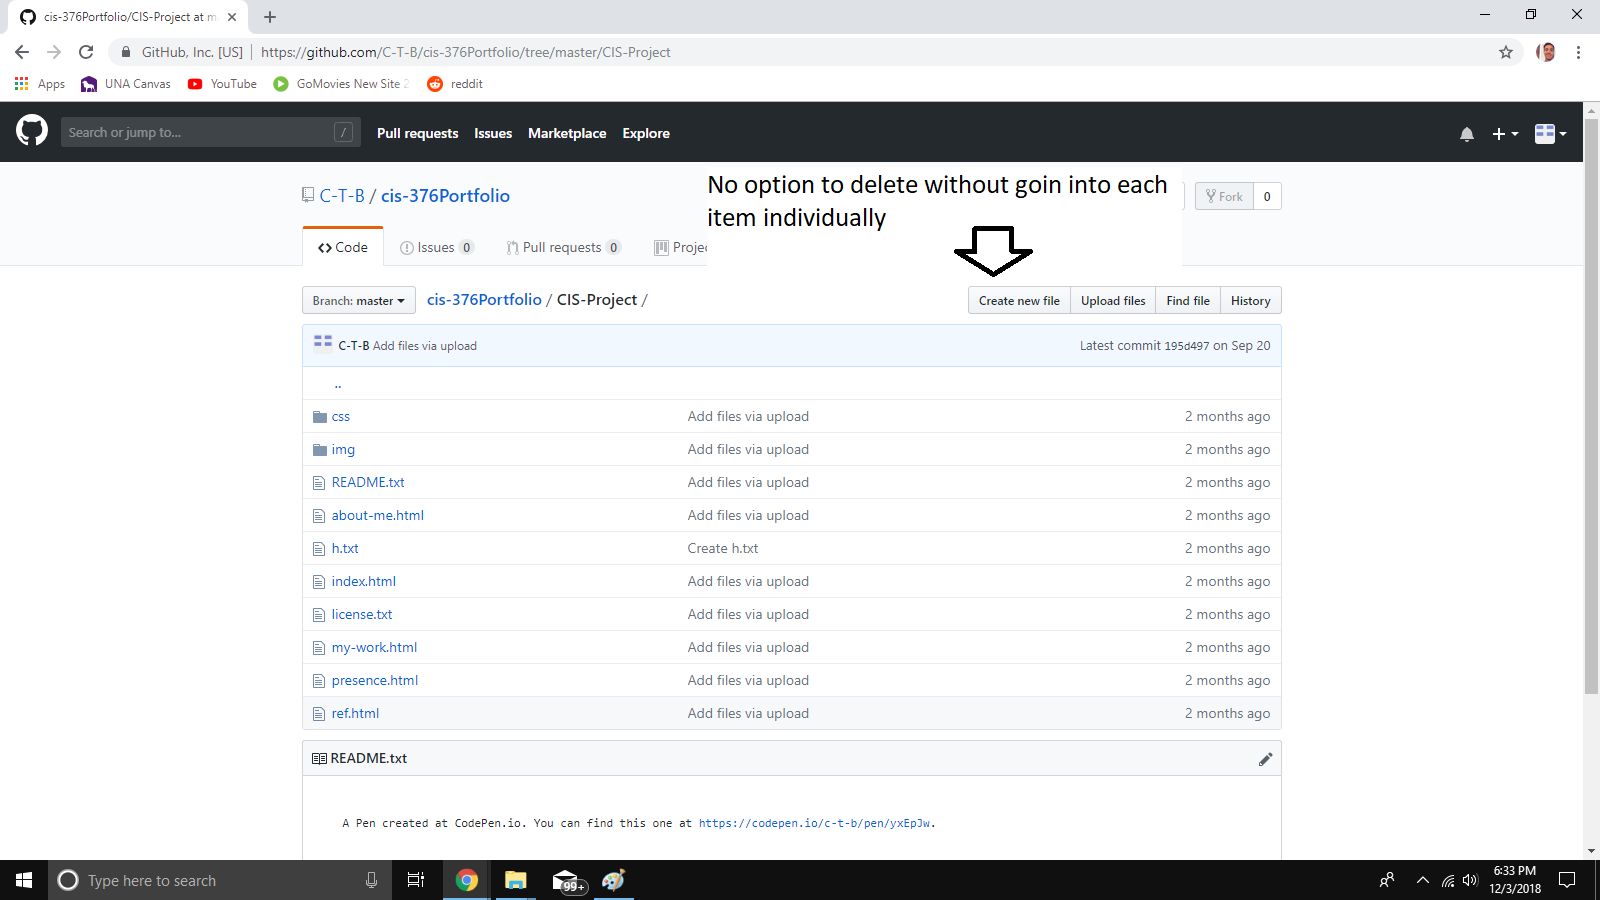 cis-376Portfolio/CIS-Project at m
GitHub, Inc. [US] https://github.com/C-T-B/cis-376Portfolio/tree/master/CIS-Project
Apps UNA Canvas YouTube GoMovies New Site 2 reddit
Search or jump to... / Pull requests Issues Marketplace Explore
No option to delete without goin into each
item individually
C-T-B / cis-376Portfolio Fork 0
<> Code Issues 0 Pull requests 0 Projec
Branch: master cis-376Portfolio / CIS-Project / Create new file Upload files Find file History
C-T-B Add files via upload Latest commit 195d497 on Sep 20
..
css Add files via upload 2 months ago
img Add files via upload 2 months ago
README.txt Add files via upload 2 months ago
about-me.html Add files via upload 2 months ago
h.txt Create h.txt 2 months ago
index.html Add files via upload 2 months ago
license.txt Add files via upload 2 months ago
my-work.html Add files via upload 2 months ago
presence.html Add files via upload 2 months ago
ref.html Add files via upload 2 months ago
README.txt
A Pen created at CodePen.io. You can find this one at https://codepen.io/c-t-b/pen/yxEpJw.
Type here to search 99+ 6:33 PM
12/3/2018